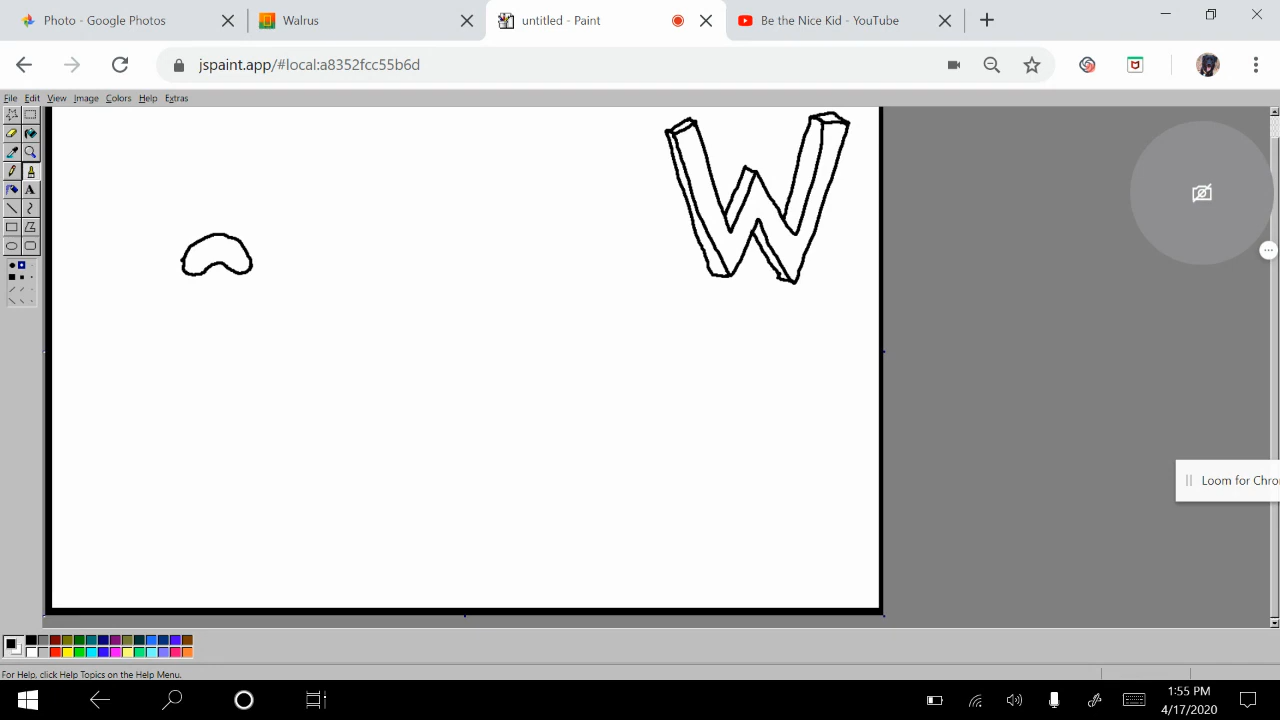 Photo - Google Photos
Walrus
untitled - Paint
Be the Nice Kid - YouTube
jspaint.app/#local:a8352fcc55b6d
File Edit View Image Colors Help Extras
A
W
Loom for Chro
For Help, click Help Topics on the Help Menu.
1:55 PM
4/17/2020